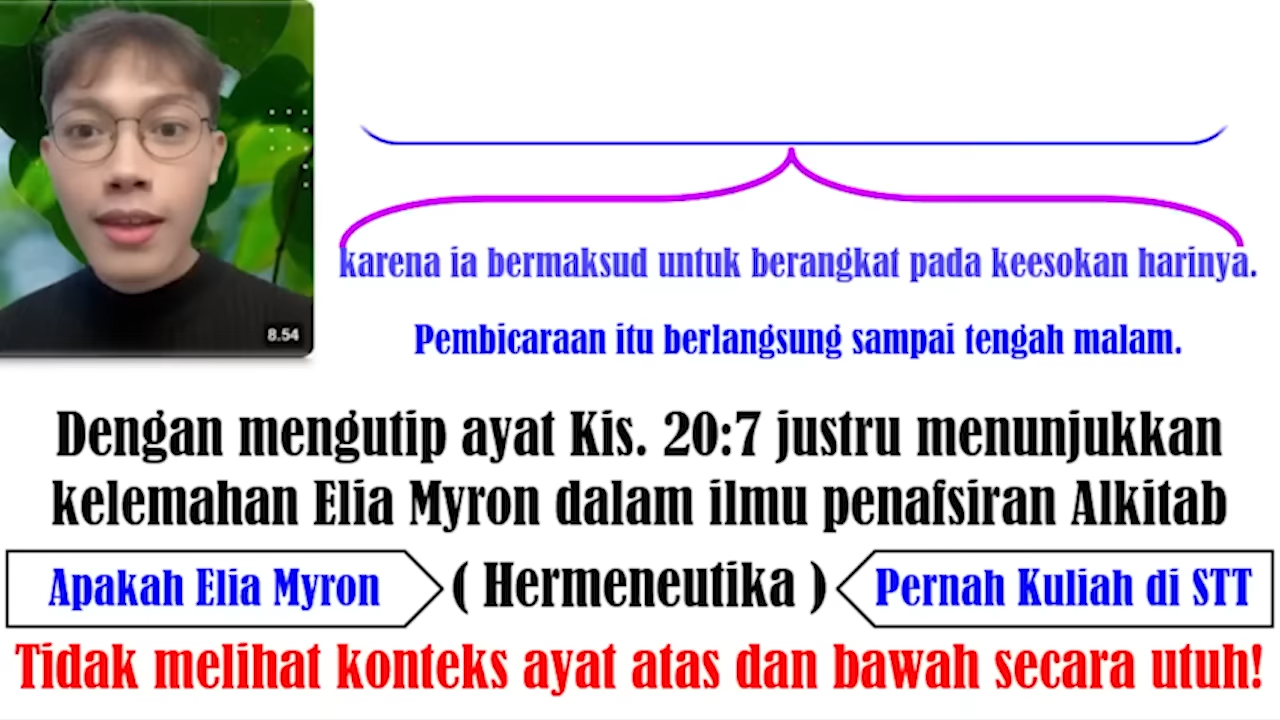 8.54
karena ia bermaksud untuk berangkat pada keesokan harinya.
Pembicaraan itu berlangsung sampai tengah malam.
Dengan mengutip ayat Kis. 20:7 justru menunjukkan
kelemahan Elia Myron dalam ilmu penafsiran Alkitab
Apakah Elia Myron ( Hermeneutika ) Pernah Kuliah di STT
Tidak melihat konteks ayat atas dan bawah secara utuh!